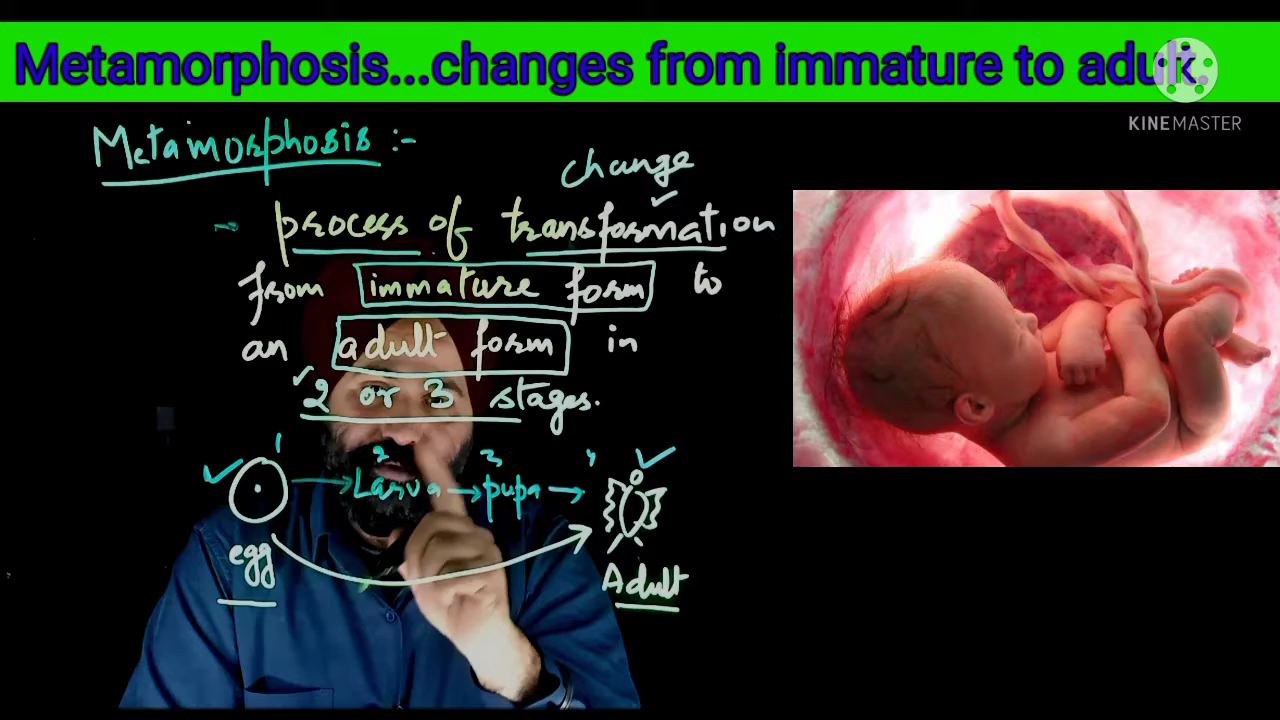 Metamorphosis...changes from immature to adult.
KINEMASTER
Metamorphosis :-
change
process of transformation
from immature form to
an adult form in
2 or 3 stages.
1 2 3 4
Larva pupa
egg
Adult